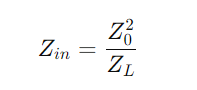 Z_{in} = \frac{Z_0^2}{Z_L}